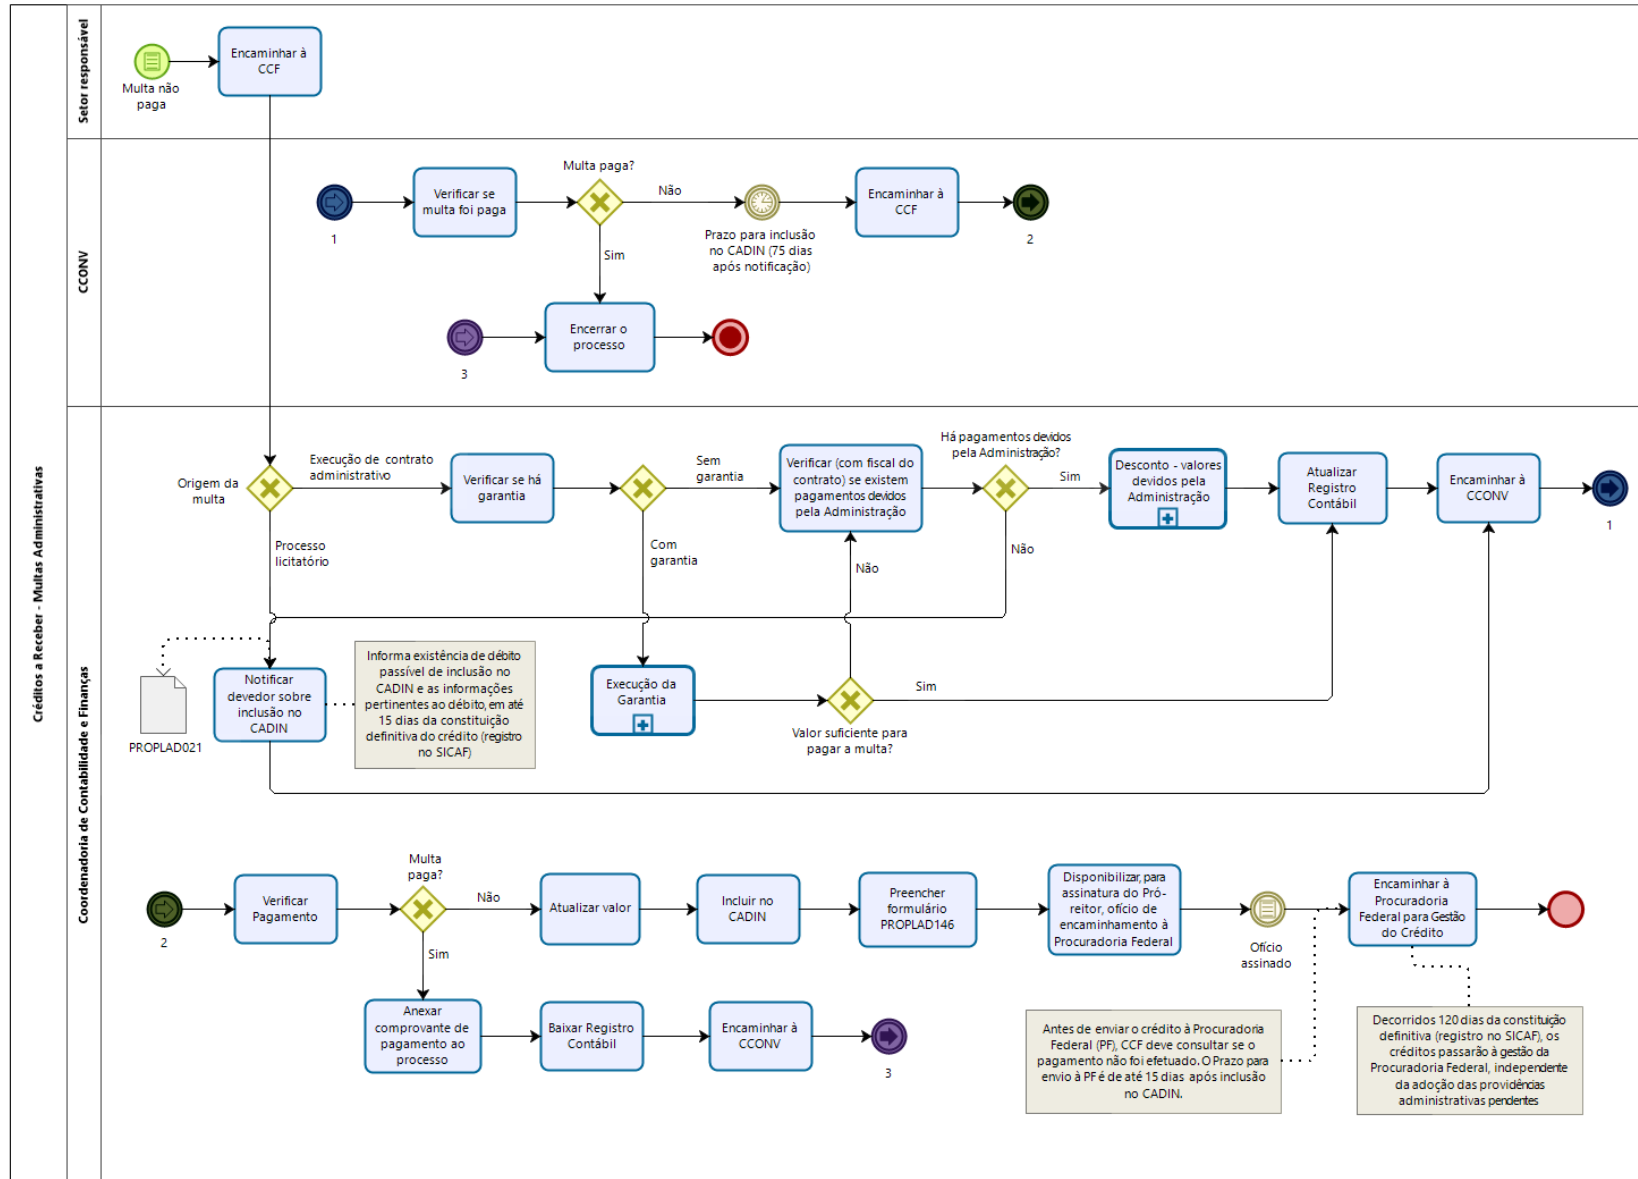 Créditos a Receber - Multas Administrativas
Setor responsável
Multa não
paga
Encaminhar à
CCF
CCONV
1
Verificar se
multa foi paga
Multa paga?
Não
Sim
Prazo para inclusão
no CADIN (75 dias
após notificação)
Encaminhar à
CCF
2
3
Encerrar o
processo
Coordenadoria de Contabilidade e Finanças
Origem da
multa
Execução de contrato
administrativo
Processo
licitatório
Verificar se há
garantia
Sem
garantia
Com
garantia
Verificar (com fiscal do
contrato) se existem
pagamentos devidos
pela Administração
Há pagamentos devidos
pela Administração?
Sim
Não
Desconto - valores
devidos pela
Administração
Atualizar
Registro
Contábil
Encaminhar à
CCONV
1
Não
PROPLAD021
Notificar
devedor sobre
inclusão no
CADIN
Informa existência de débito
passível de inclusão no
CADIN e as informações
pertinentes ao débito, em até
15 dias da constituição
definitiva do crédito (registro
no SICAF)
Execução da
Garantia
Sim
Valor suficiente para
pagar a multa?
2
Verificar
Pagamento
Multa
paga?
Não
Sim
Atualizar valor
Incluir no
CADIN
Preencher
formulário
PROPLAD146
Disponibilizar, para
assinatura do Pró-
reitor, ofício de
encaminhamento à
Procuradoria Federal
Ofício
assinado
Encaminhar à
Procuradoria
Federal para Gestão
do Crédito
Anexar
comprovante de
pagamento ao
processo
Baixar Registro
Contábil
Encaminhar à
CCONV
3
Antes de enviar o crédito à Procuradoria
Federal (PF), CCF deve consultar se o
pagamento não foi efetuado. O Prazo para
envio à PF é de até 15 dias após inclusão
no CADIN.
Decorridos 120 dias da constituição
definitiva (registro no SICAF), os
créditos passarão à gestão da
Procuradoria Federal, independente
da adoção das providências
administrativas pendentes